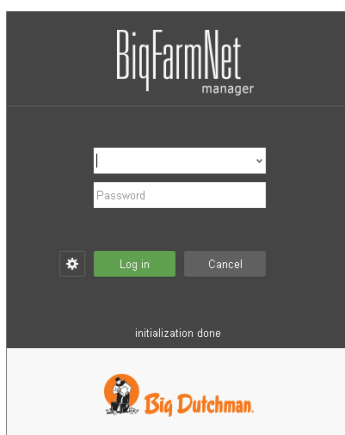 BigFarmNet
manager
Password
Log in
Cancel
initialization done
Big Dutchman.